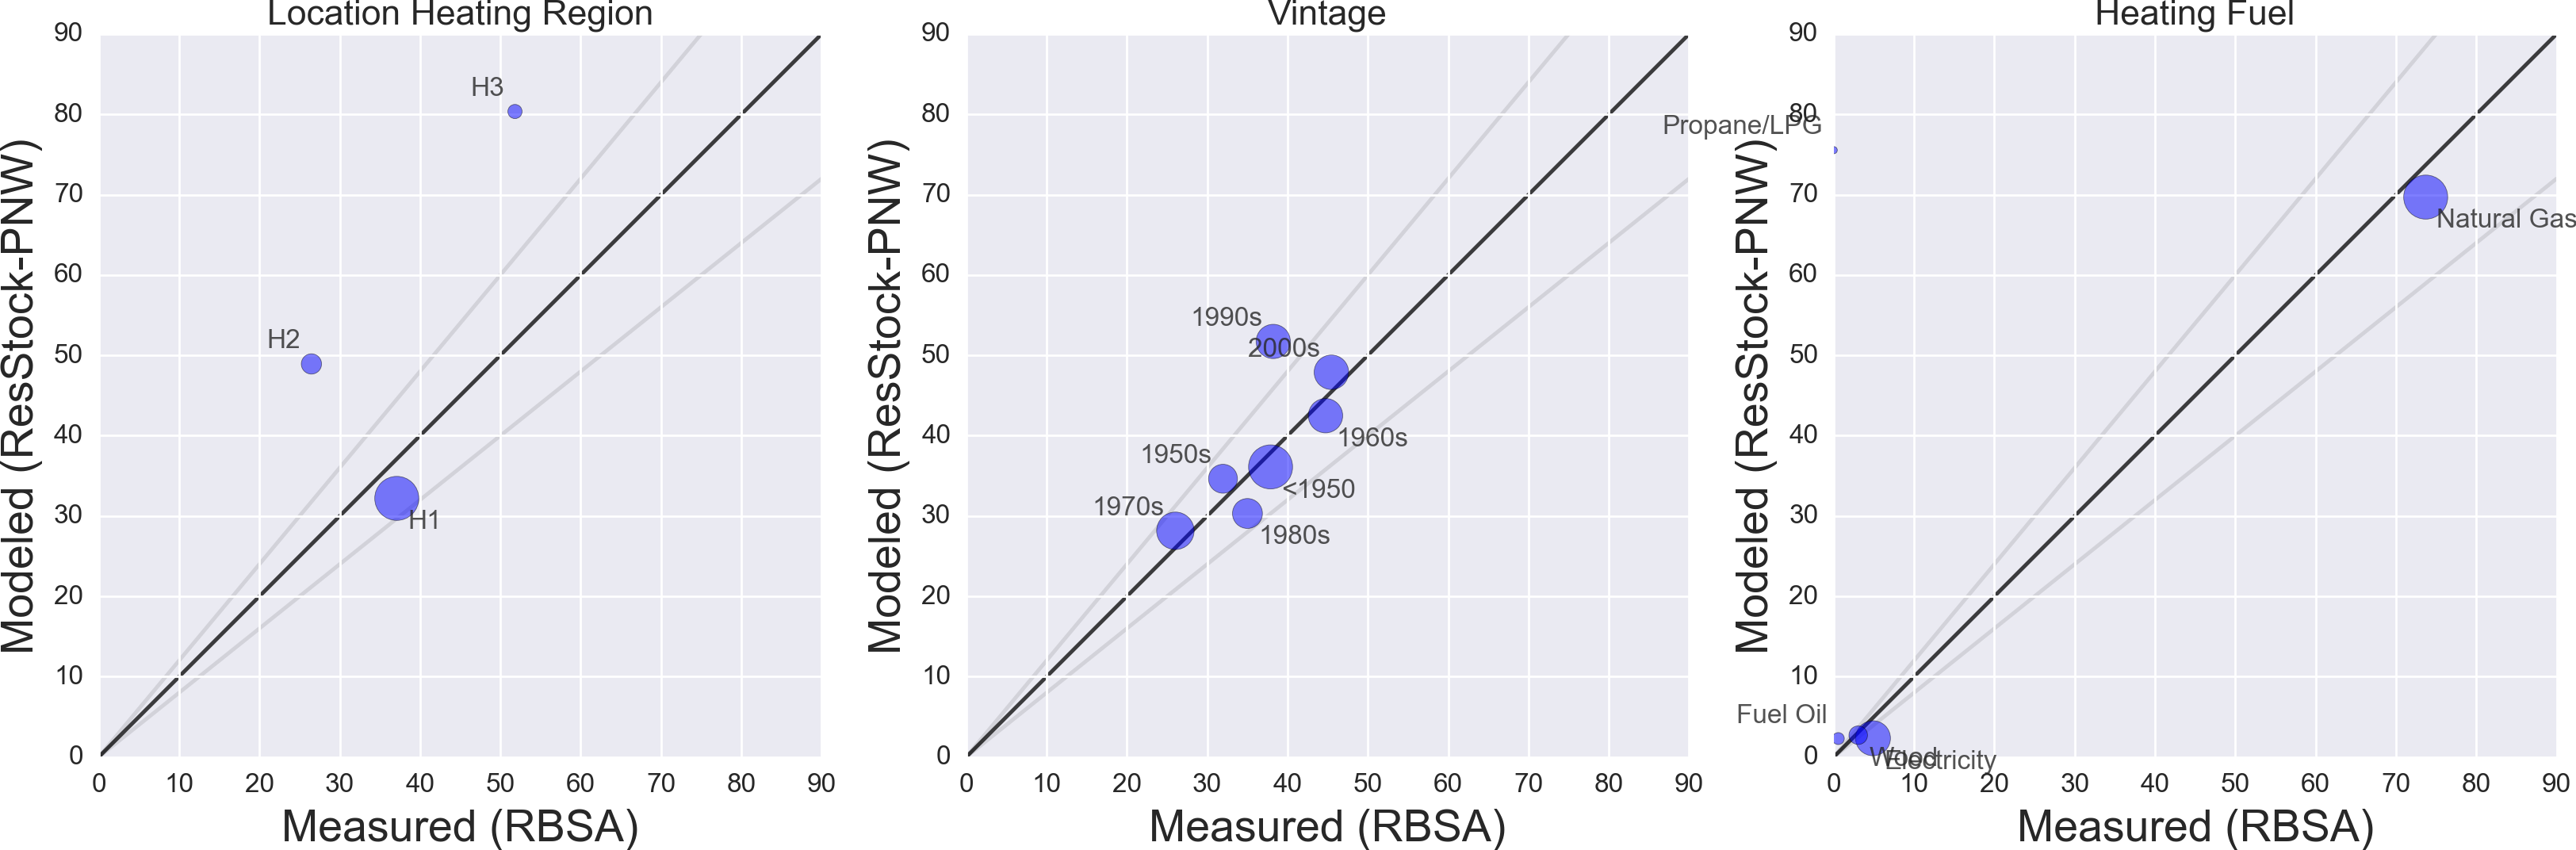 Location Heating Region
Modeled (ResStock-PNW)
90
80
70
60
50
40
30
20
10
0
H3
H2
H1
0 10 20 30 40 50 60 70 80 90
Measured (RBSA)
Vintage
Modeled (ResStock-PNW)
90
80
70
60
50
40
30
20
10
0
1990s
2000s
1960s
1950s
<1950
1970s
1980s
0 10 20 30 40 50 60 70 80 90
Measured (RBSA)
Heating Fuel
Modeled (ResStock-PNW)
90
80
70
60
50
40
30
20
10
0
Propane/LPG
Natural Gas
Fuel Oil
Wood
Electricity
0 10 20 30 40 50 60 70 80 90
Measured (RBSA)